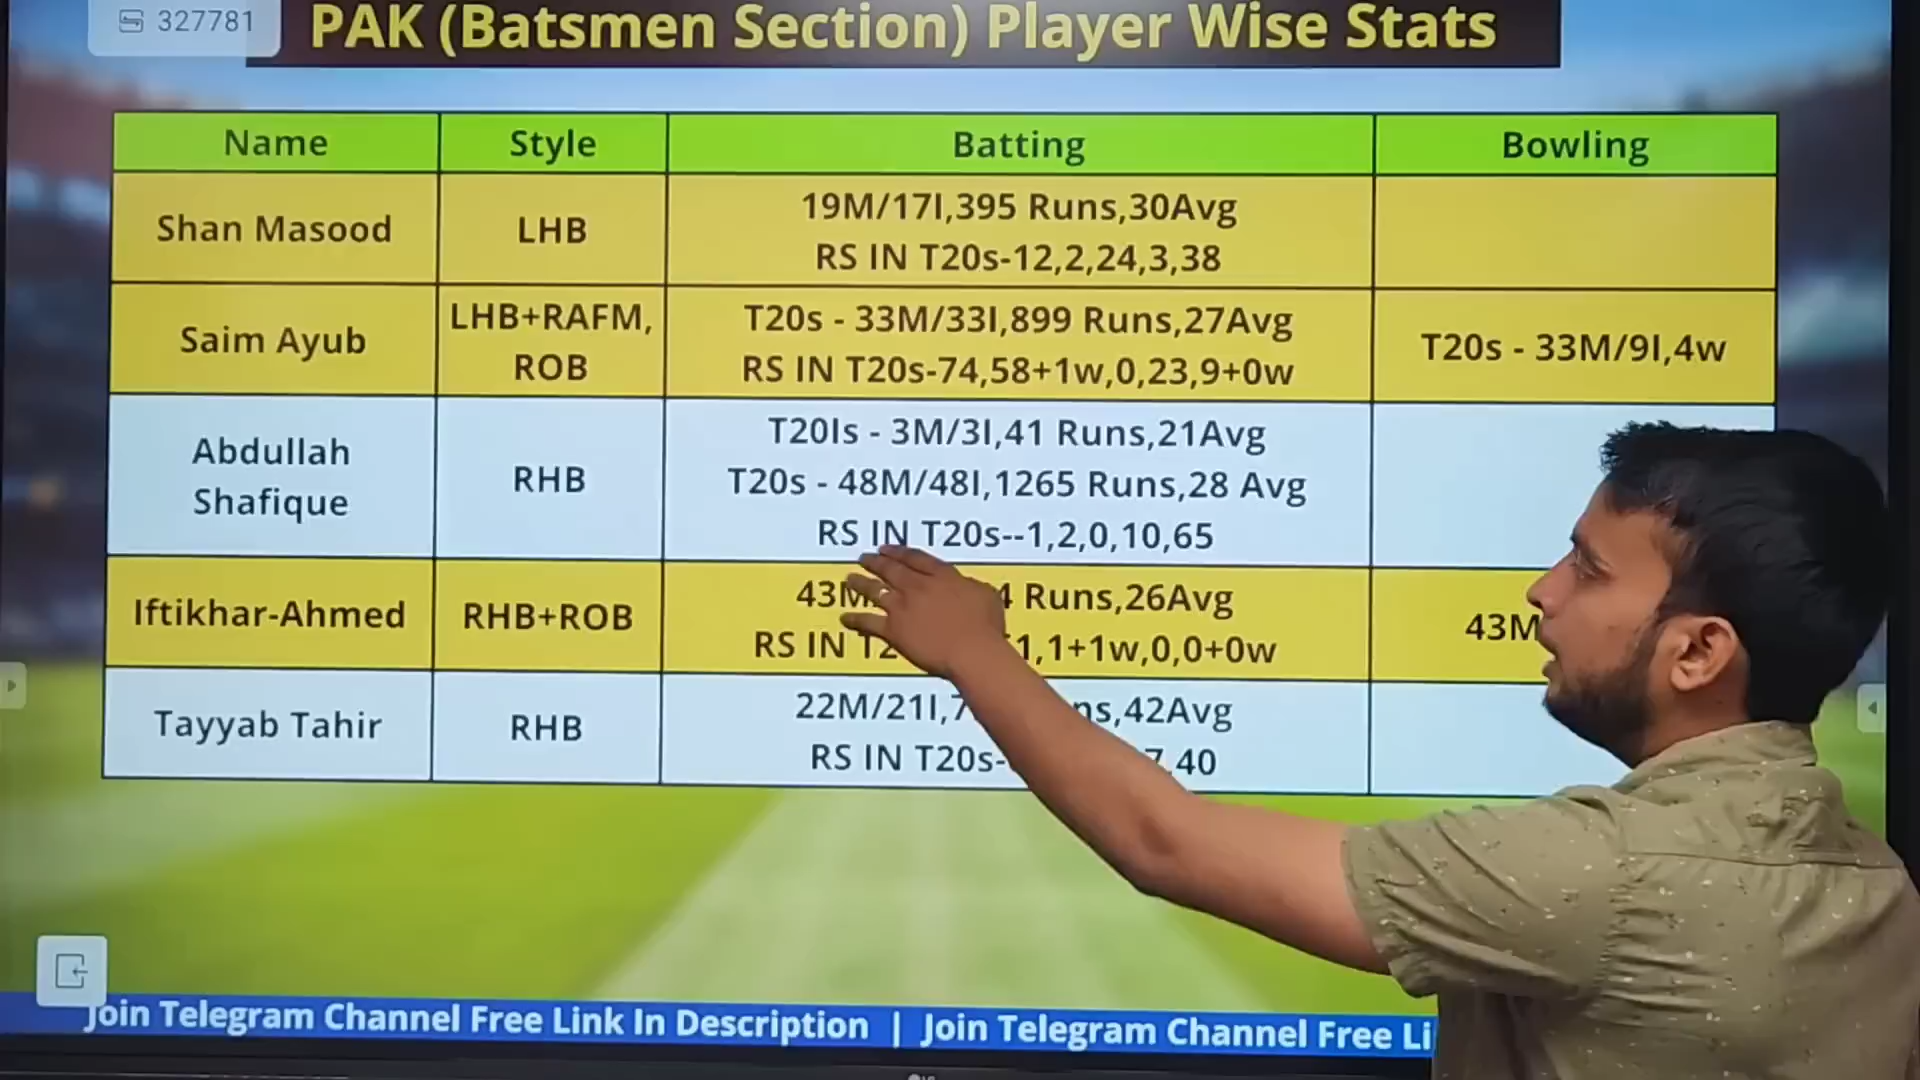 327781
PAK (Batsmen Section) Player Wise Stats
Name Style Batting Bowling
Shan Masood
LHB
19M/17I,395 Runs,30Avg
RS IN T20s-12,2,24,3,38
Saim Ayub
LHB+RAFM,
ROB
T20s - 33M/33I,899 Runs,27Avg
RS IN T20s-74,58+1w,0,23,9+0w
T20s - 33M/9I,4w
Abdullah
Shafique
RHB
T20Is - 3M/3I,41 Runs,21Avg
T20s - 48M/48I,1265 Runs,28 Avg
RS IN T20s--1,2,0,10,65
Iftikhar-Ahmed
RHB+ROB
43M Runs,26Avg
RS IN 1,1+1w,0,0+0w
43M
Tayyab Tahir
RHB
22M/21I, 42Avg
RS IN T20s- 40
Join Telegram Channel Free Link In Description | Join Telegram Channel Free